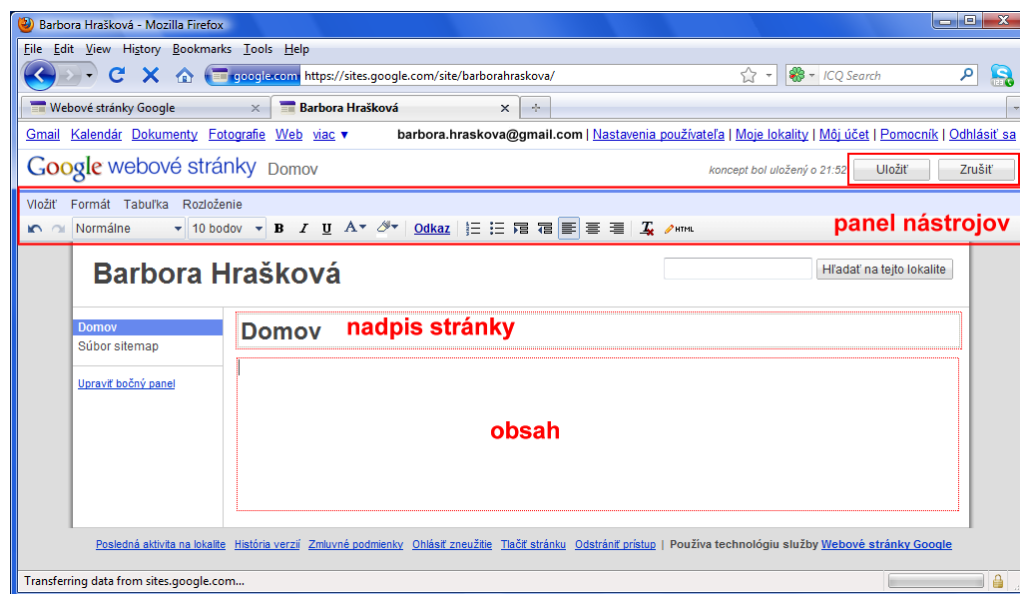 Barbora Hrašková - Mozilla Firefox
File Edit View History Bookmarks Tools Help
google.com https://sites.google.com/site/barborahraskova/ ICQ Search
Webové stránky Google Barbora Hrašková
Gmail Kalendár Dokumenty Fotografie Web viac ▼ barbora.hraskova@gmail.com | Nastavenia používateľa | Moje lokality | Môj účet | Pomocník | Odhlásiť sa
Google webové stránky Domov koncept bol uložený o 21:52 Uložiť Zrušiť
Vložiť Formát Tabuľka Rozloženie
Normálne 10 bodov B I U A Odkaz HTML panel nástrojov
Barbora Hrašková Hľadať na tejto lokalite
Domov
Súbor sitemap
Upraviť bočný panel
Domov nadpis stránky
obsah
Posledná aktivita na lokalite História verzií Zmluvné podmienky Ohlásiť zneužitie Tlačiť stránku Odstrániť prístup | Používa technológiu služby Webové stránky Google
Transferring data from sites.google.com...